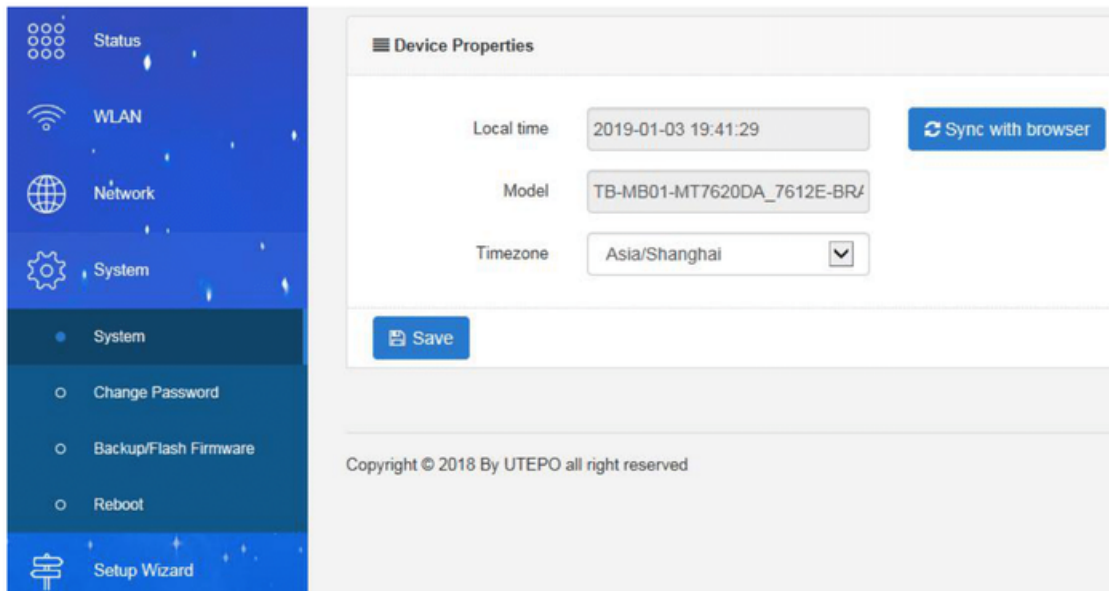 Status
WLAN
Network
System
System
Change Password
Backup/Flash Firmware
Reboot
Setup Wizard
Device Properties
Local time 2019-01-03 19:41:29 Sync with browser
Model TB-MB01-MT7620DA_7612E-BRA
Timezone Asia/Shanghai
Save
Copyright © 2018 By UTEPO all right reserved